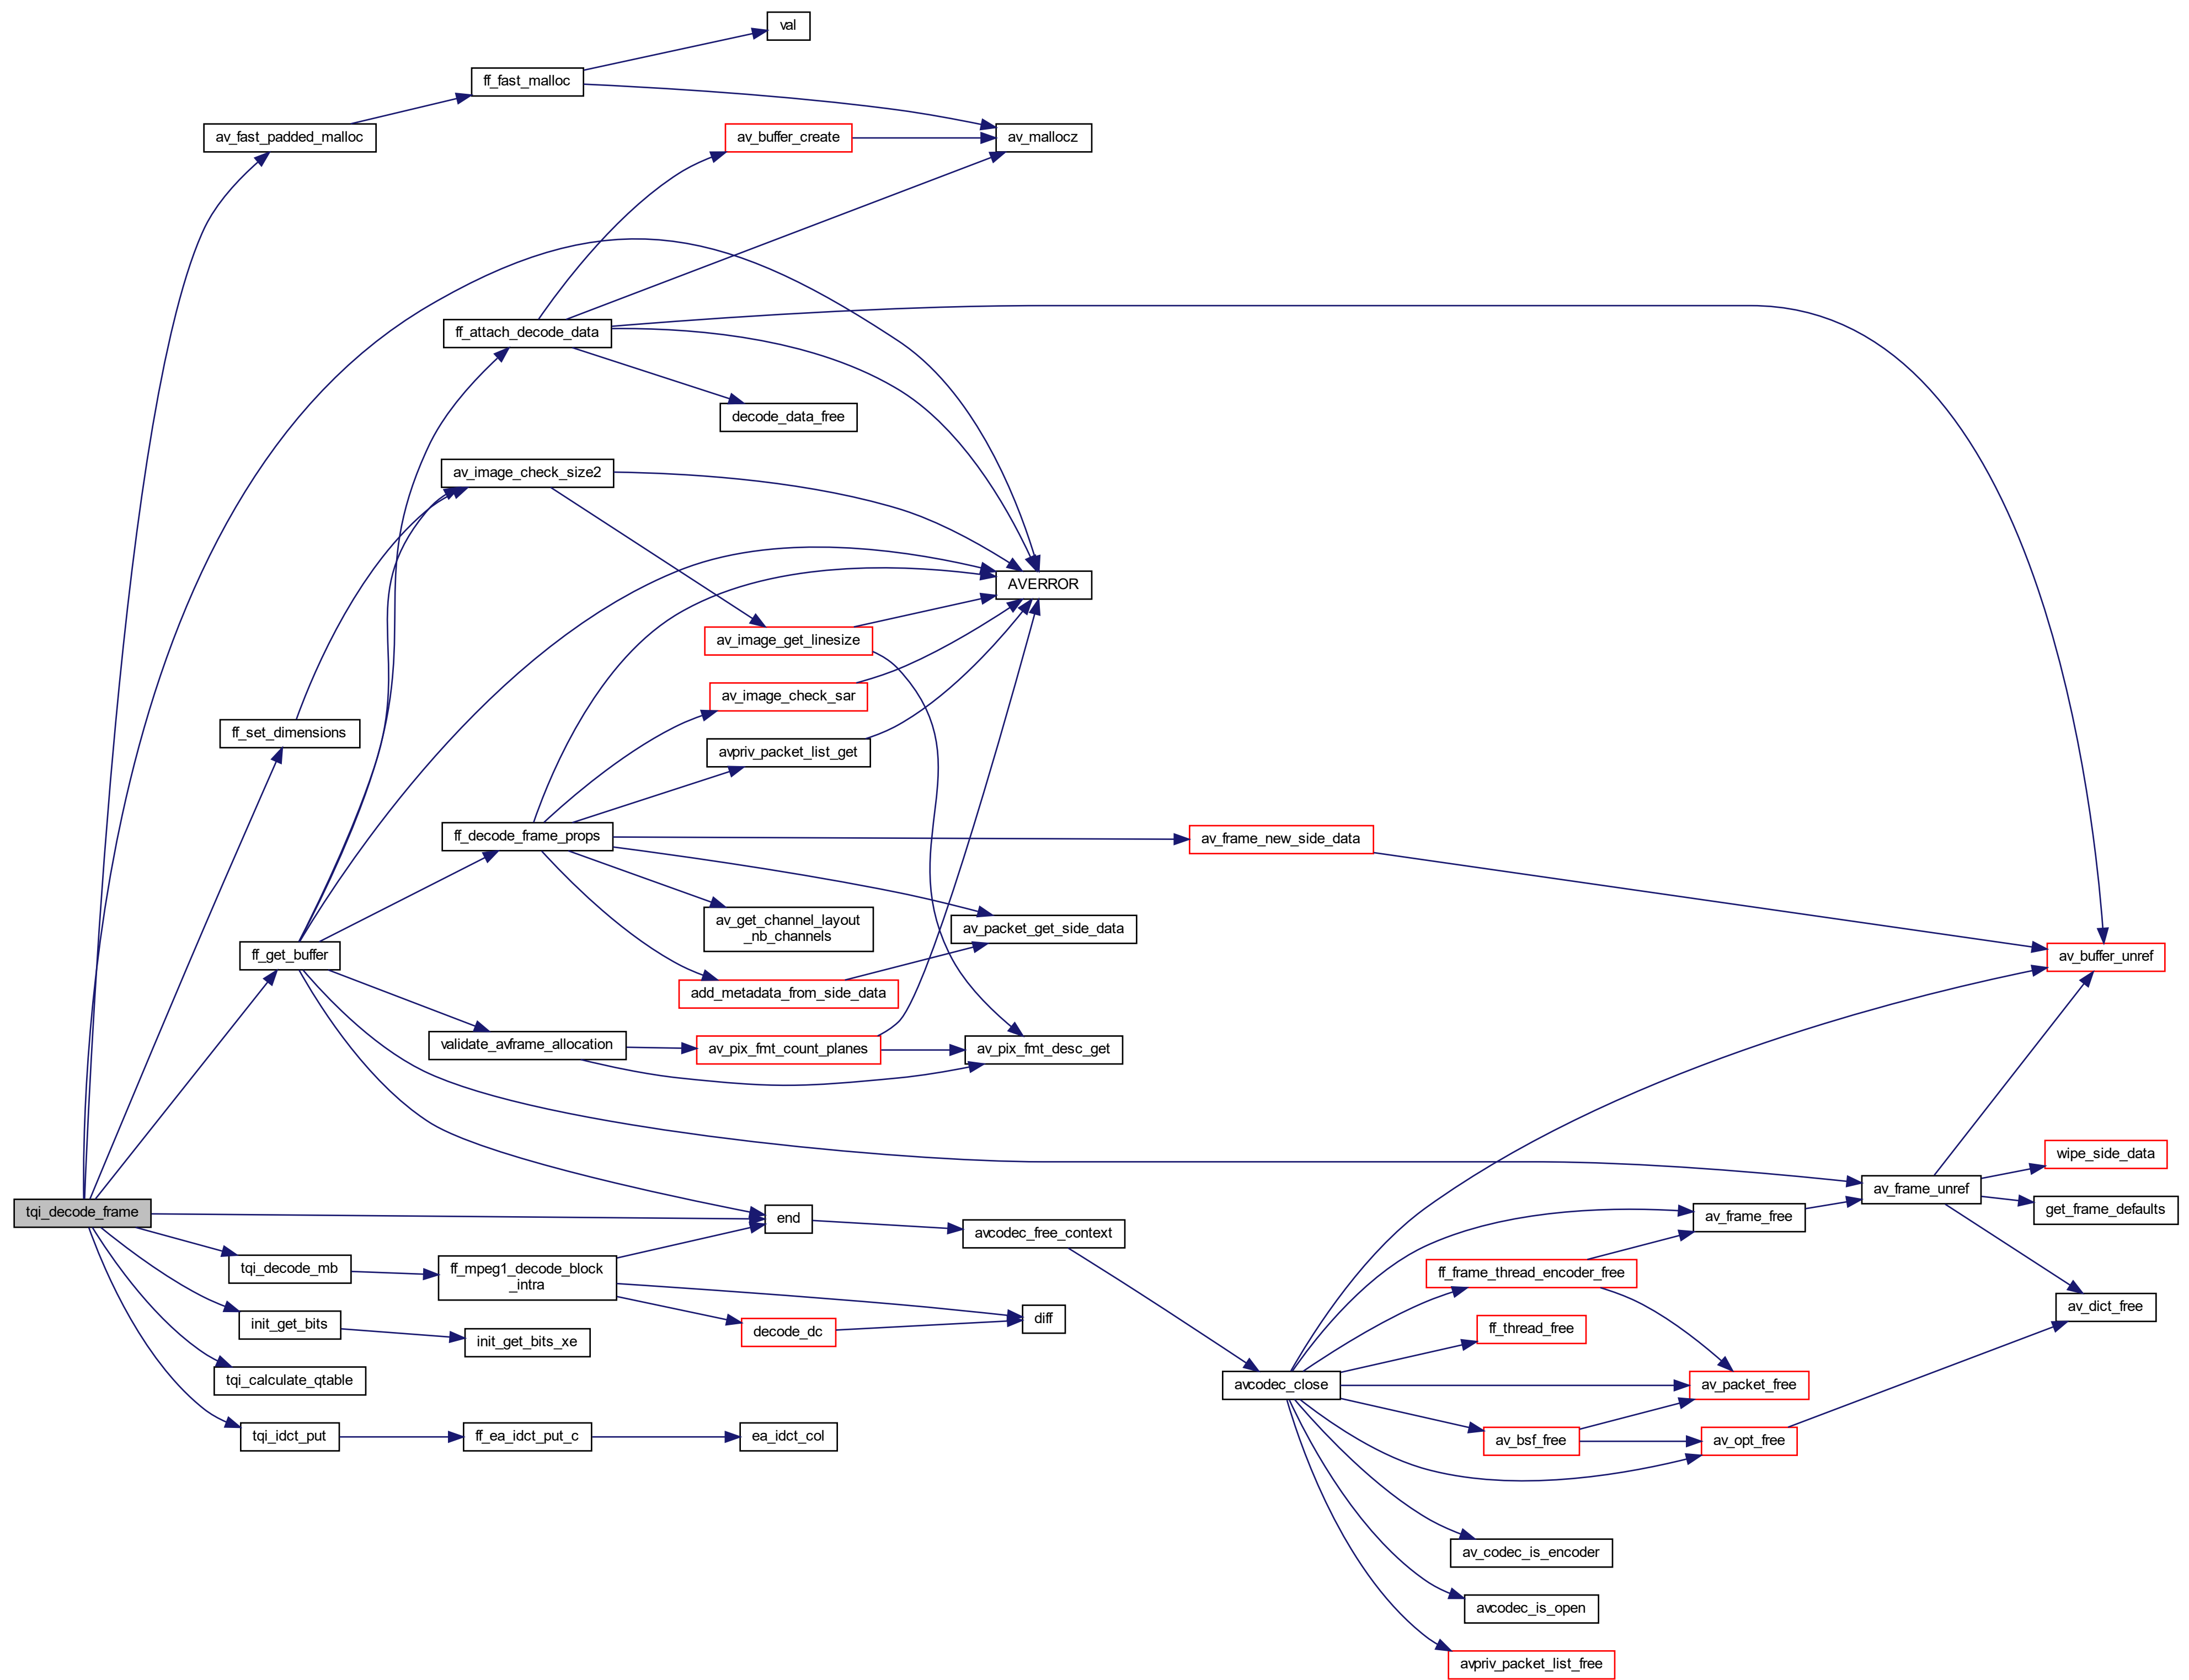 val
ff_fast_malloc
av_fast_padded_malloc
av_buffer_create
av_mallocz
ff_attach_decode_data
decode_data_free
av_image_check_size2
AVERROR
av_image_get_linesize
av_image_check_sar
ff_set_dimensions
avpriv_packet_list_get
ff_decode_frame_props
av_frame_new_side_data
av_get_channel_layout
_nb_channels
av_packet_get_side_data
ff_get_buffer
av_buffer_unref
add_metadata_from_side_data
validate_avframe_allocation
av_pix_fmt_count_planes
av_pix_fmt_desc_get
wipe_side_data
av_frame_unref
get_frame_defaults
tqi_decode_frame
end
av_frame_free
avcodec_free_context
tqi_decode_mb
ff_mpeg1_decode_block
_intra
ff_frame_thread_encoder_free
av_dict_free
init_get_bits
diff
decode_dc
ff_thread_free
init_get_bits_xe
tqi_calculate_qtable
avcodec_close
av_packet_free
tqi_idct_put
ff_ea_idct_put_c
ea_idct_col
av_bsf_free
av_opt_free
av_codec_is_encoder
avcodec_is_open
avpriv_packet_list_free